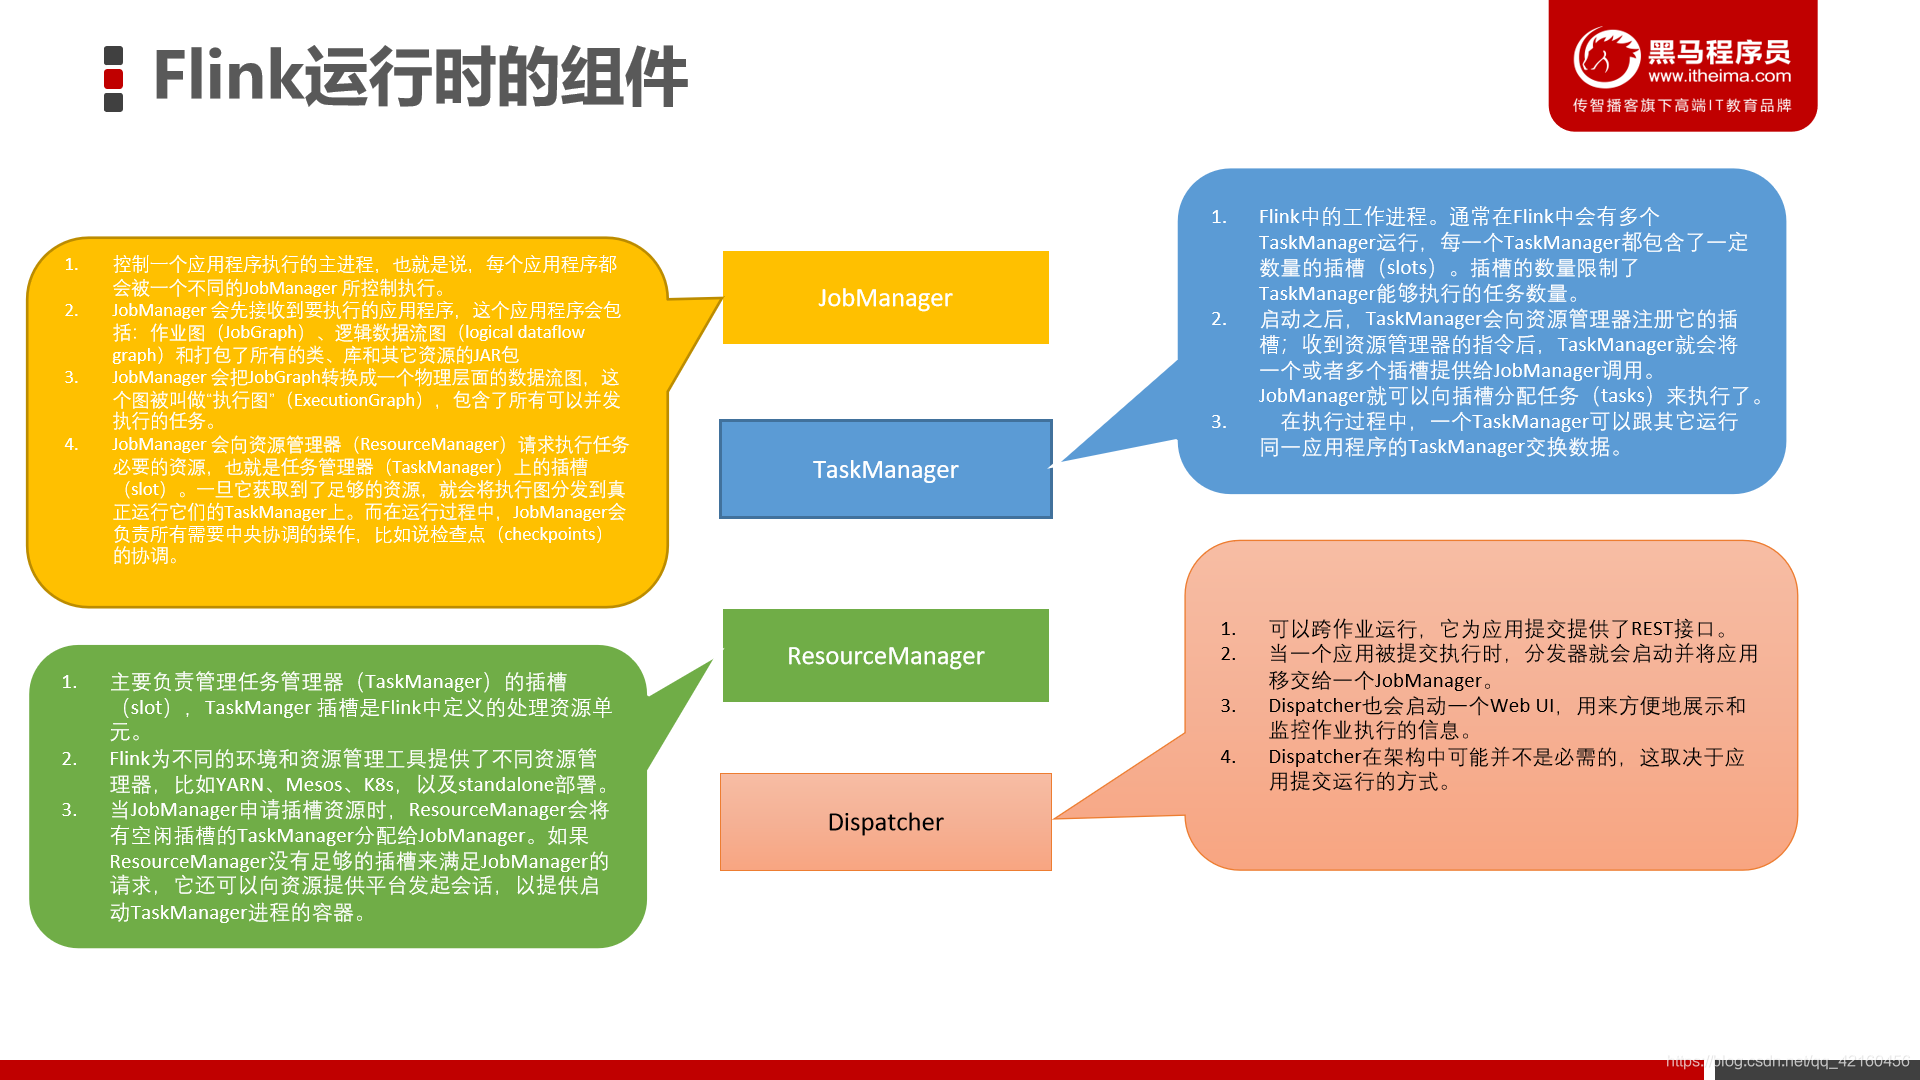 Flink运行时的组件
黑马程序员
www.itheima.com
传智播客旗下高端IT教育品牌
1. 控制一个应用程序执行的主进程，也就是说，每个应用程序都
会被一个不同的JobManager 所控制执行。
2. JobManager 会先接收到要执行的应用程序，这个应用程序会包
括：作业图（JobGraph）、逻辑数据流图（logical dataflow
graph）和打包了所有的类、库和其它资源的JAR包
3. JobManager 会把JobGraph转换成一个物理层面的数据流图，这
个图被叫做“执行图”（ExecutionGraph），包含了所有可以并发
执行的任务。
4. JobManager 会向资源管理器（ResourceManager）请求执行任务
必要的资源，也就是任务管理器（TaskManager）上的插槽
（slot）。一旦它获取到了足够的资源，就会将执行图分发到真
正运行它们的TaskManager上。而在运行过程中，JobManager会
负责所有需要中央协调的操作，比如说检查点（checkpoints）
的协调。
JobManager
1. Flink中的工作进程。通常在Flink中会有多个
TaskManager运行，每一个TaskManager都包含了一定
数量的插槽（slots）。插槽的数量限制了
TaskManager能够执行的任务数量。
2. 启动之后，TaskManager会向资源管理器注册它的插
槽；收到资源管理器的指令后，TaskManager就会将
一个或者多个插槽提供给JobManager调用。
JobManager就可以向插槽分配任务（tasks）来执行了。
3. 在执行过程中，一个TaskManager可以跟其它运行
同一应用程序的TaskManager交换数据。
TaskManager
1. 主要负责管理任务管理器（TaskManager）的插槽
（slot），TaskManger 插槽是Flink中定义的处理资源单
元。
2. Flink为不同的环境和资源管理工具提供了不同资源管
理器，比如YARN、Mesos、K8s，以及standalone部署。
3. 当JobManager申请插槽资源时，ResourceManager会将
有空闲插槽的TaskManager分配给JobManager。如果
ResourceManager没有足够的插槽来满足JobManager的
请求，它还可以向资源提供平台发起会话，以提供启
动TaskManager进程的容器。
ResourceManager
1. 可以跨作业运行，它为应用提交提供了REST接口。
2. 当一个应用被提交执行时，分发器就会启动并将应用
移交给一个JobManager。
3. Dispatcher也会启动一个Web UI，用来方便地展示和
监控作业执行的信息。
4. Dispatcher在架构中可能并不是必需的，这取决于应
用提交运行的方式。
Dispatcher
https://blog.csdn.net/qq_42160456